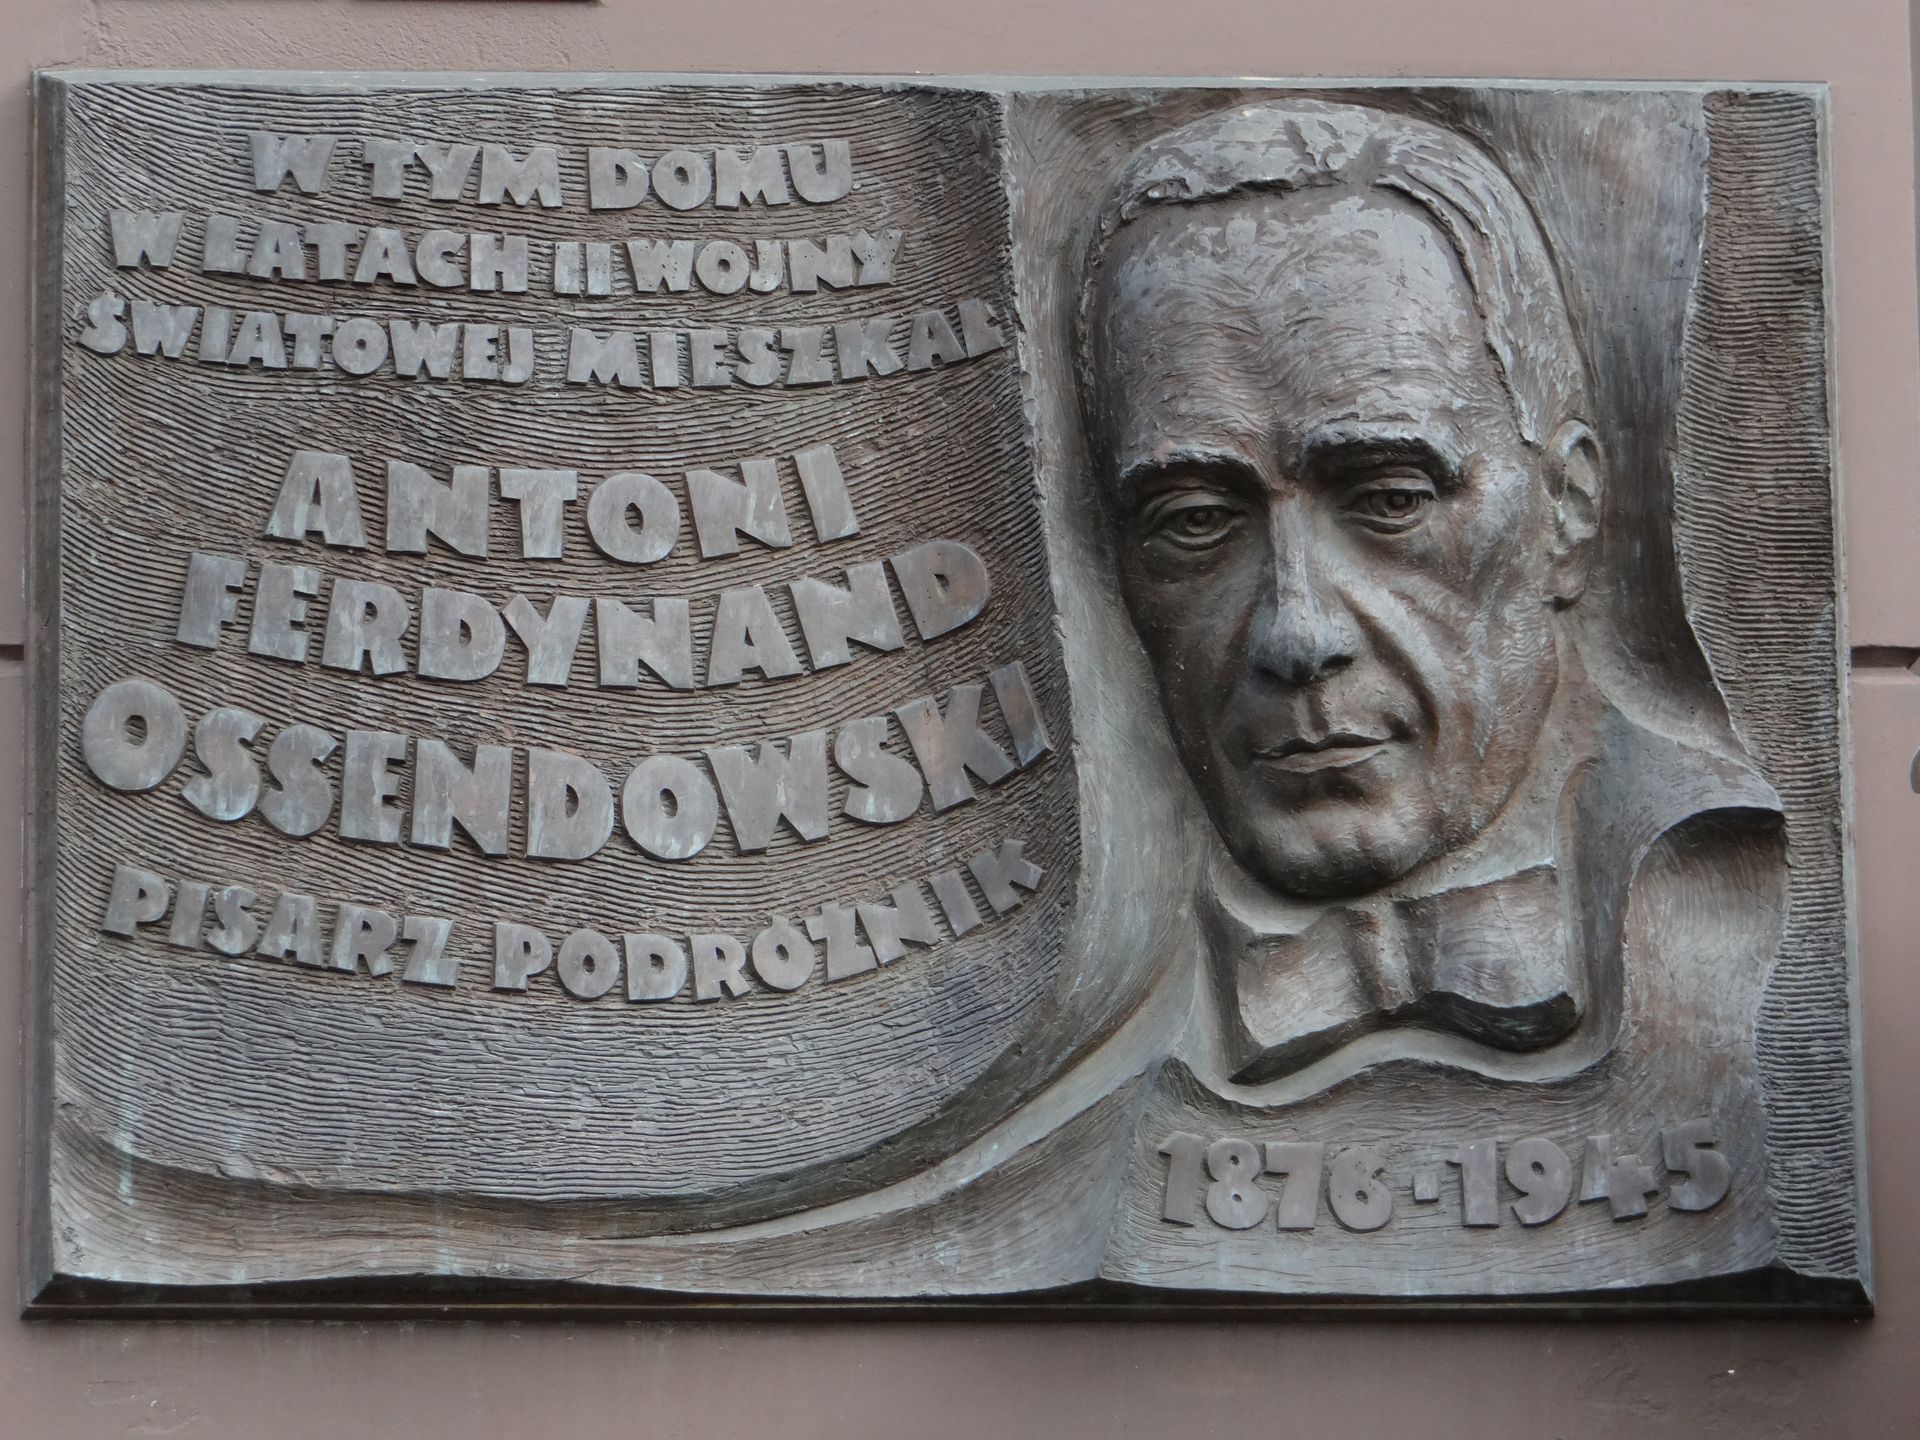 W TYM DOMU
W LATACH II WOJNY
ŚWIATOWEJ MIESZKAŁ
ANTONI
FERDYNAND
OSSENDOWSKI
PISARZ PODRÓŻNIK
1876-1945